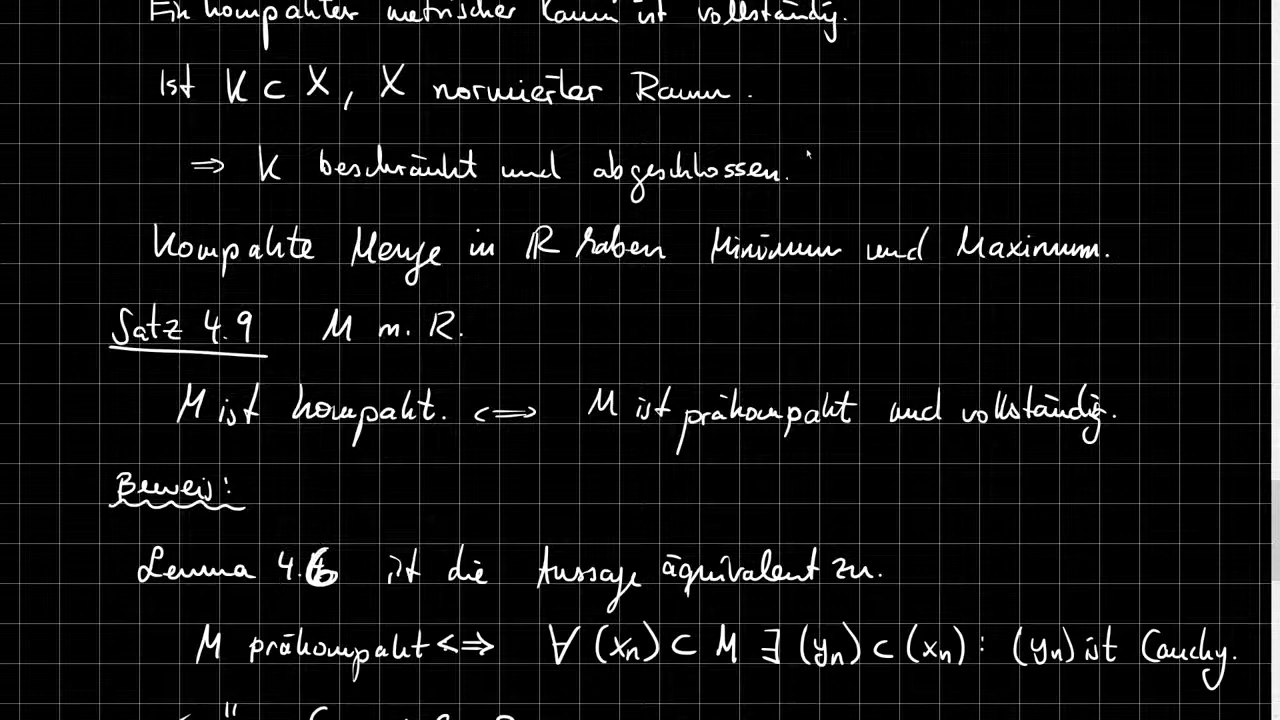 Ein kompakter metrischer Raum ist vollständig.
Ist K ⊂ X, X normierter Raum.
⇒ K beschränkt und abgeschlossen.
Kompakte Menge in ℝ haben Minimum und Maximum.
Satz 4.9 M m. R.
M ist kompakt. <=> M ist präkompakt und vollständig.
Beweis:
Lemma 4.6 ist die Aussage äquivalent zu.
M präkompakt <=> ∀ (xₙ) ⊂ M ∃ (yₙ) ⊂ (xₙ): (yₙ) ist Cauchy.